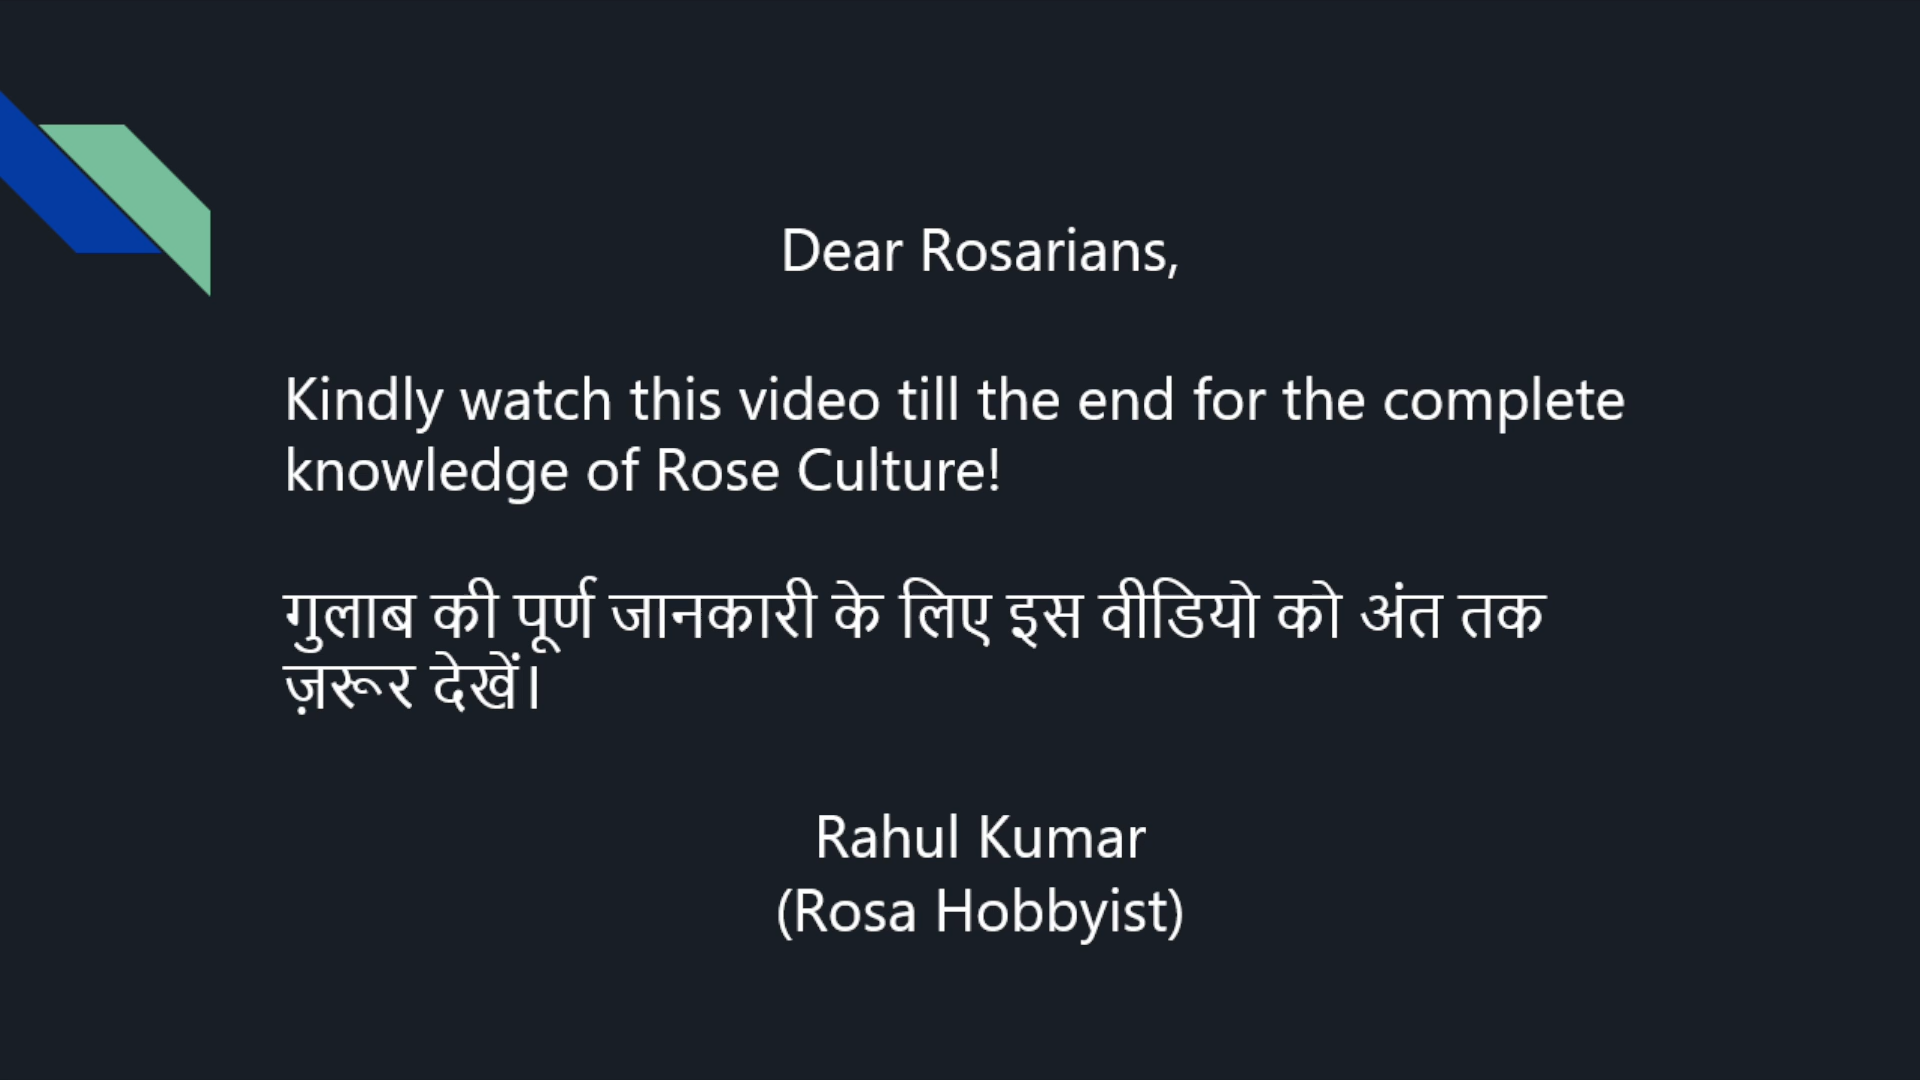 Dear Rosarians,
Kindly watch this video till the end for the complete
knowledge of Rose Culture!
गुलाब की पूर्ण जानकारी के लिए इस वीडियो को अंत तक
ज़रूर देखें।
Rahul Kumar
(Rosa Hobbyist)